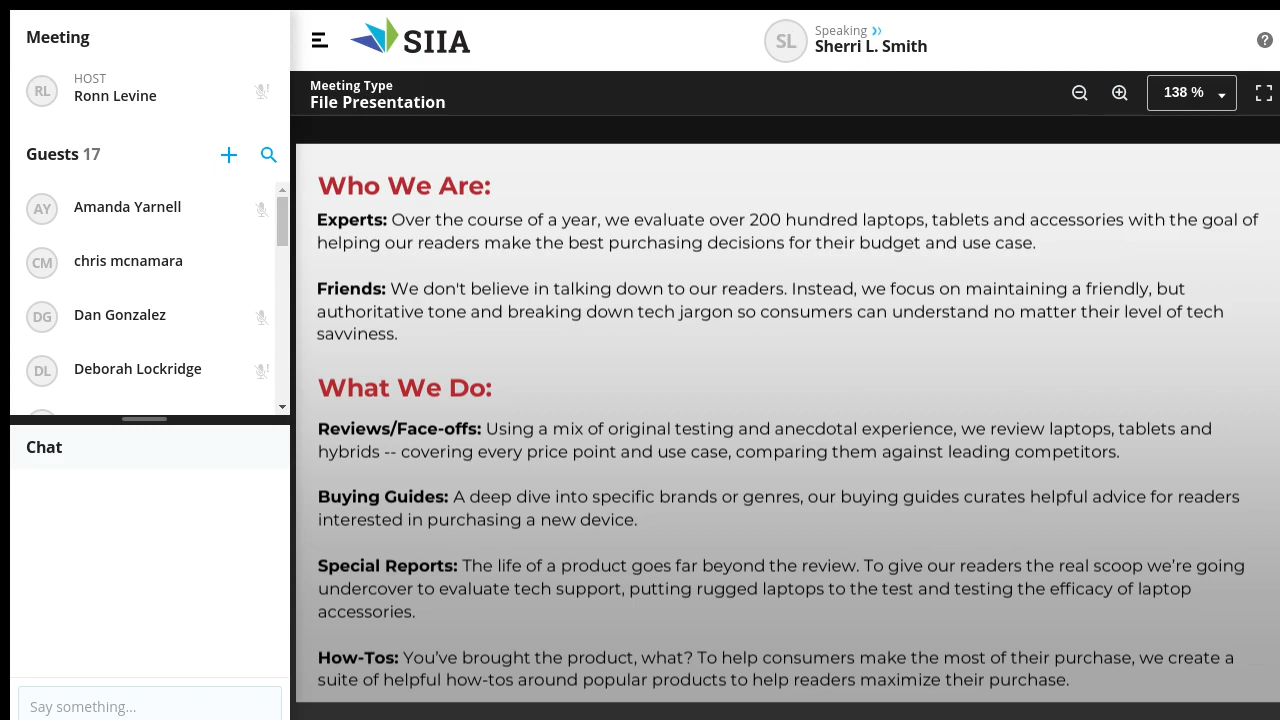 Meeting
RL
HOST
Ronn Levine
Guests 17
AY
Amanda Yarnell
CM
chris mcnamara
DG
Dan Gonzalez
DL
Deborah Lockridge
Chat
Say something...
SIIA
SL
Speaking
Sherri L. Smith
?
Meeting Type
File Presentation
138 %
Who We Are:
Experts: Over the course of a year, we evaluate over 200 hundred laptops, tablets and accessories with the goal of
helping our readers make the best purchasing decisions for their budget and use case.
Friends: We don't believe in talking down to our readers. Instead, we focus on maintaining a friendly, but
authoritative tone and breaking down tech jargon so consumers can understand no matter their level of tech
savviness.
What We Do:
Reviews/Face-offs: Using a mix of original testing and anecdotal experience, we review laptops, tablets and
hybrids -- covering every price point and use case, comparing them against leading competitors.
Buying Guides: A deep dive into specific brands or genres, our buying guides curates helpful advice for readers
interested in purchasing a new device.
Special Reports: The life of a product goes far beyond the review. To give our readers the real scoop we’re going
undercover to evaluate tech support, putting rugged laptops to the test and testing the efficacy of laptop
accessories.
How-Tos: You’ve brought the product, what? To help consumers make the most of their purchase, we create a
suite of helpful how-tos around popular products to help readers maximize their purchase.